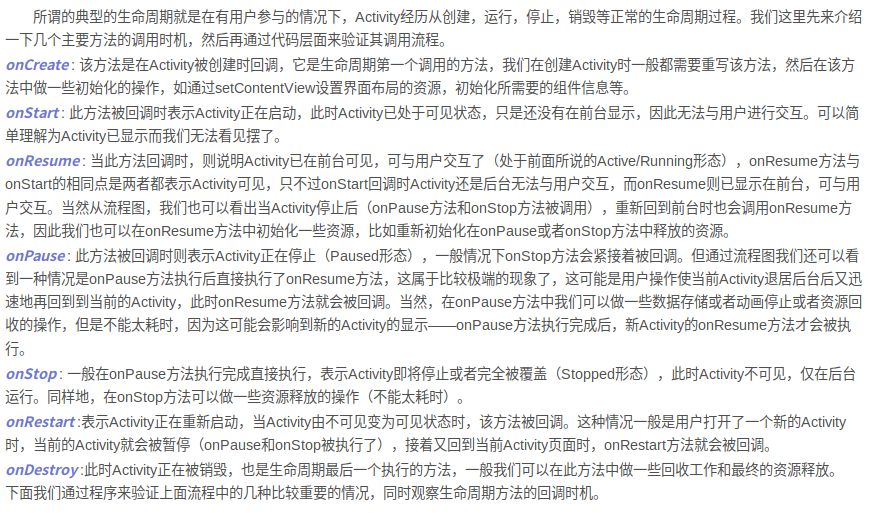 所谓的典型的生命周期就是在有用户参与的情况下，Activity经历从创建，运行，停止，销毁等正常的生命周期过程。我们这里先来介绍
一下几个主要方法的调用时机，然后再通过代码层面来验证其调用流程。
onCreate : 该方法是在Activity被创建时回调，它是生命周期第一个调用的方法，我们在创建Activity时一般都需要重写该方法，然后在该方
法中做一些初始化的操作，如通过setContentView设置界面布局的资源，初始化所需要的组件信息等。
onStart : 此方法被回调时表示Activity正在启动，此时Activity已处于可见状态，只是还没有在前台显示，因此无法与用户进行交互。可以简
单理解为Activity已显示而我们无法看见摆了。
onResume : 当此方法回调时，则说明Activity已在前台可见，可与用户交互了（处于前面所说的Active/Running形态），onResume方法与
onStart的相同点是两者都表示Activity可见，只不过onStart回调时Activity还是后台无法与用户交互，而onResume则已显示在前台，可与用
户交互。当然从流程图，我们也可以看出当Activity停止后（onPause方法和onStop方法被调用），重新回到前台时也会调用onResume方
法，因此我们也可以在onResume方法中初始化一些资源，比如重新初始化在onPause或者onStop方法中释放的资源。
onPause : 此方法被回调时则表示Activity正在停止（Paused形态），一般情况下onStop方法会紧接着被回调。但通过流程图我们还可以看
到一种情况是onPause方法执行后直接执行了onResume方法，这属于比较极端的现象了，这可能是用户操作使当前Activity退居后台后又迅
速地再回到到当前的Activity，此时onResume方法就会被回调。当然，在onPause方法中我们可以做一些数据存储或者动画停止或者资源回
收的操作，但是不能太耗时，因为这可能会影响到新的Activity的显示——onPause方法执行完成后，新Activity的onResume方法才会被执
行。
onStop : 一般在onPause方法执行完成直接执行，表示Activity即将停止或者完全被覆盖（Stopped形态），此时Activity不可见，仅在后台
运行。同样地，在onStop方法可以做一些资源释放的操作（不能太耗时）。
onRestart :表示Activity正在重新启动，当Activity由不可见变为可见状态时，该方法被回调。这种情况一般是用户打开了一个新的Activity
时，当前的Activity就会被暂停（onPause和onStop被执行了），接着又回到当前Activity页面时，onRestart方法就会被回调。
onDestroy :此时Activity正在被销毁，也是生命周期最后一个执行的方法，一般我们可以在此方法中做一些回收工作和最终的资源释放。
下面我们通过程序来验证上面流程中的几种比较重要的情况，同时观察生命周期方法的回调时机。